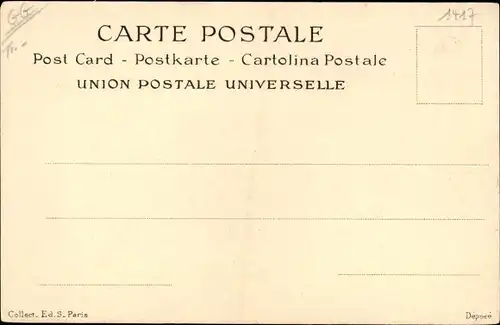 1417
CARTE POSTALE
Post Card - Postkarte - Cartolina Postale
UNION POSTALE UNIVERSELLE
Collect. Ed. S. Paris
Déposé